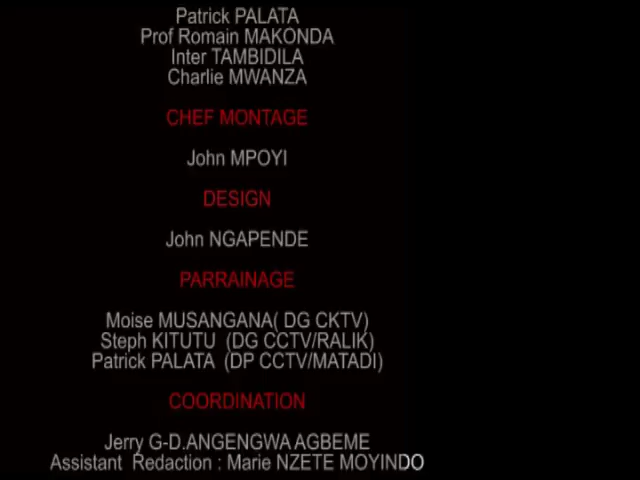 Patrick PALATA
Prof Romain MAKONDA
Inter TAMBIDILA
Charlie MWANZA
CHEF MONTAGE
John MPOYI
DESIGN
John NGAPENDE
PARRAINAGE
Moise MUSANGANA( DG CKTV)
Steph KITUTU (DG CCTV/RALIK)
Patrick PALATA (DP CCTV/MATADI)
COORDINATION
Jerry G-D.ANGENGWA AGBEME
Assistant Redaction : Marie NZETE MOYINDO